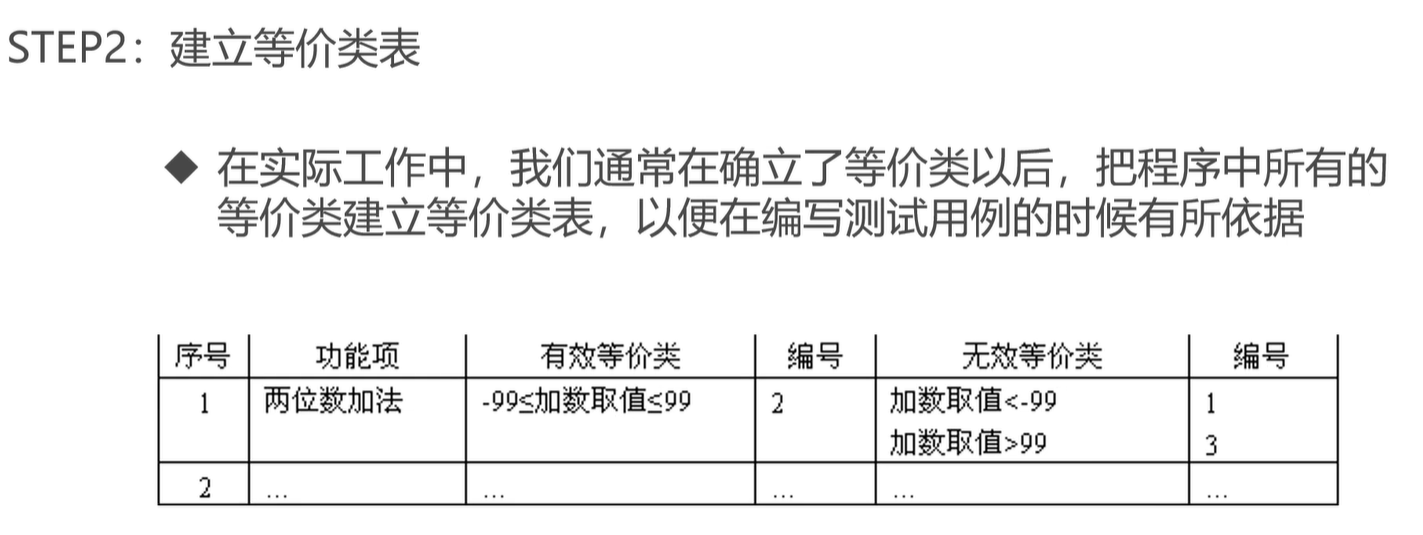 STEP2：建立等价类表
◆ 在实际工作中，我们通常在确立了等价类以后，把程序中所有的
等价类建立等价类表，以便在编写测试用例的时候有所依据
序号 功能项 有效等价类 编号 无效等价类 编号
1 两位数加法 -99≤加数取值≤99 2 加数取值<-99 1
加数取值>99 3
2 … … … … …